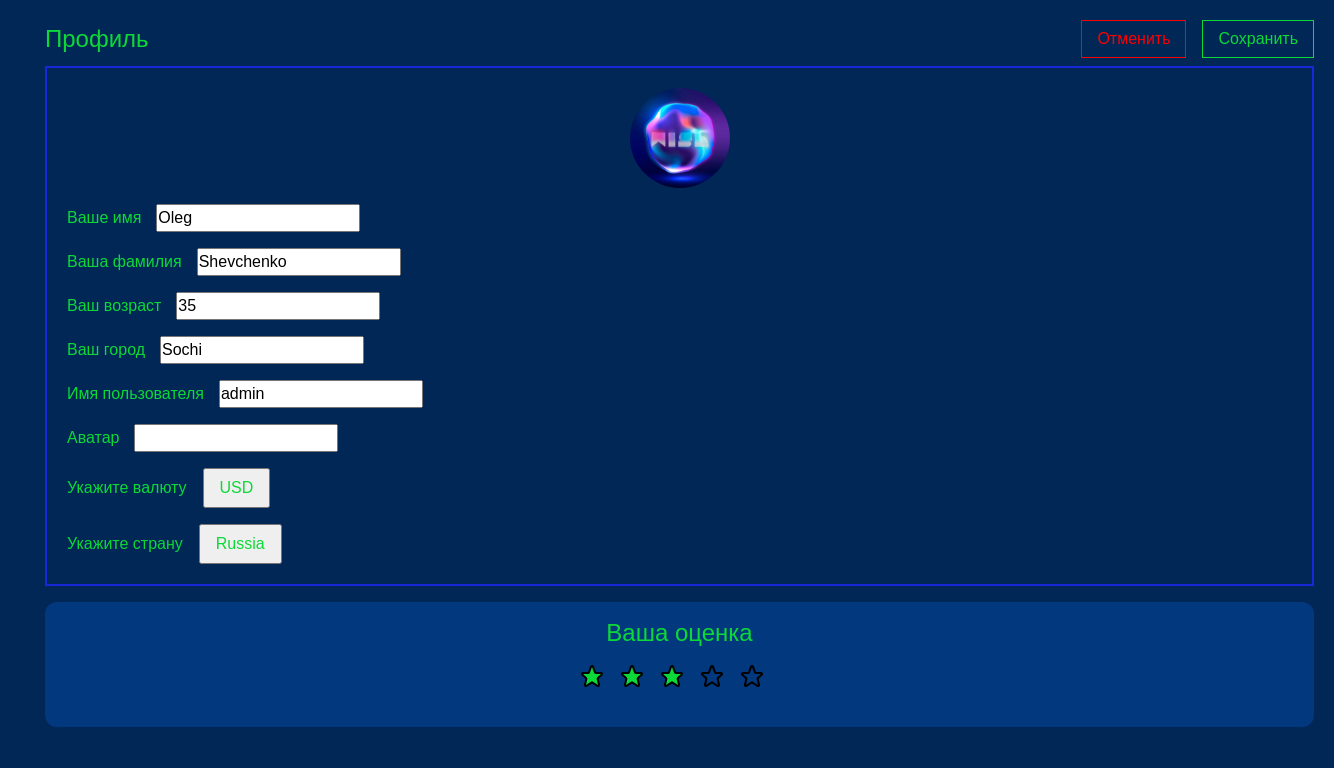 Профиль
Отменить
Сохранить
Ваше имя Oleg
Ваша фамилия Shevchenko
Ваш возраст 35
Ваш город Sochi
Имя пользователя admin
Аватар
Укажите валюту USD
Укажите страну Russia
Ваша оценка